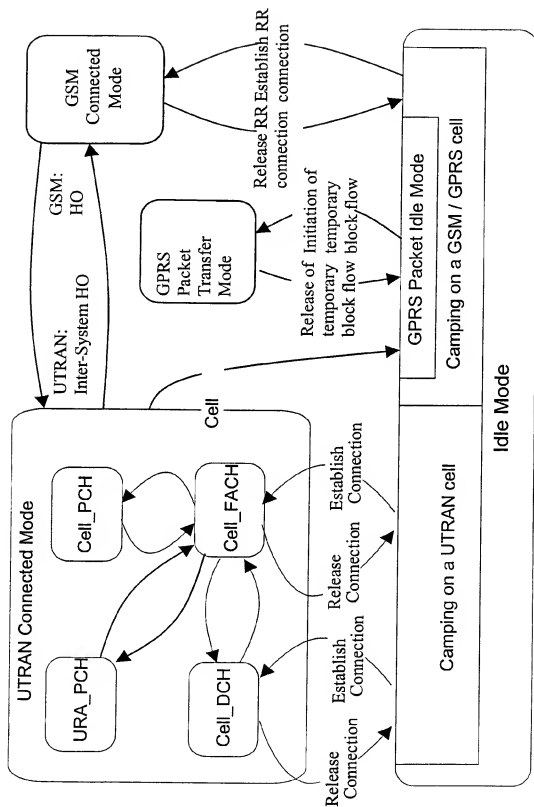 UTRAN Connected Mode
URA_PCH
Cell_PCH
Cell_DCH
Cell_FACH
UTRAN:
Inter-System HO
GSM:
HO
GSM
Connected
Mode
Cell
GPRS
Packet
Transfer
Mode
Release RR Establish RR
connection connection
Release of Initiation of
temporary temporary
block flow block flow
Release
Connection
Establish
Connection
Release
Connection
Establish
Connection
GPRS Packet Idle Mode
Camping on a UTRAN cell
Camping on a GSM / GPRS cell
Idle Mode